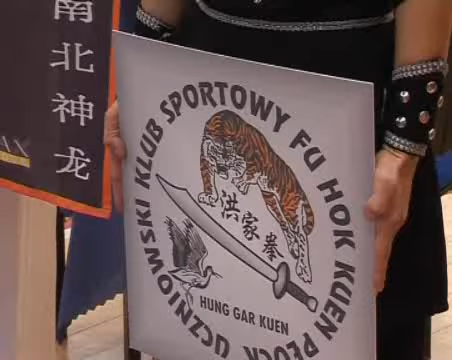 南北神龙
UCZNIOWSKI KLUB SPORTOWY FU HOK KUEN PŁOCK
洪家拳
HUNG GAR KUEN